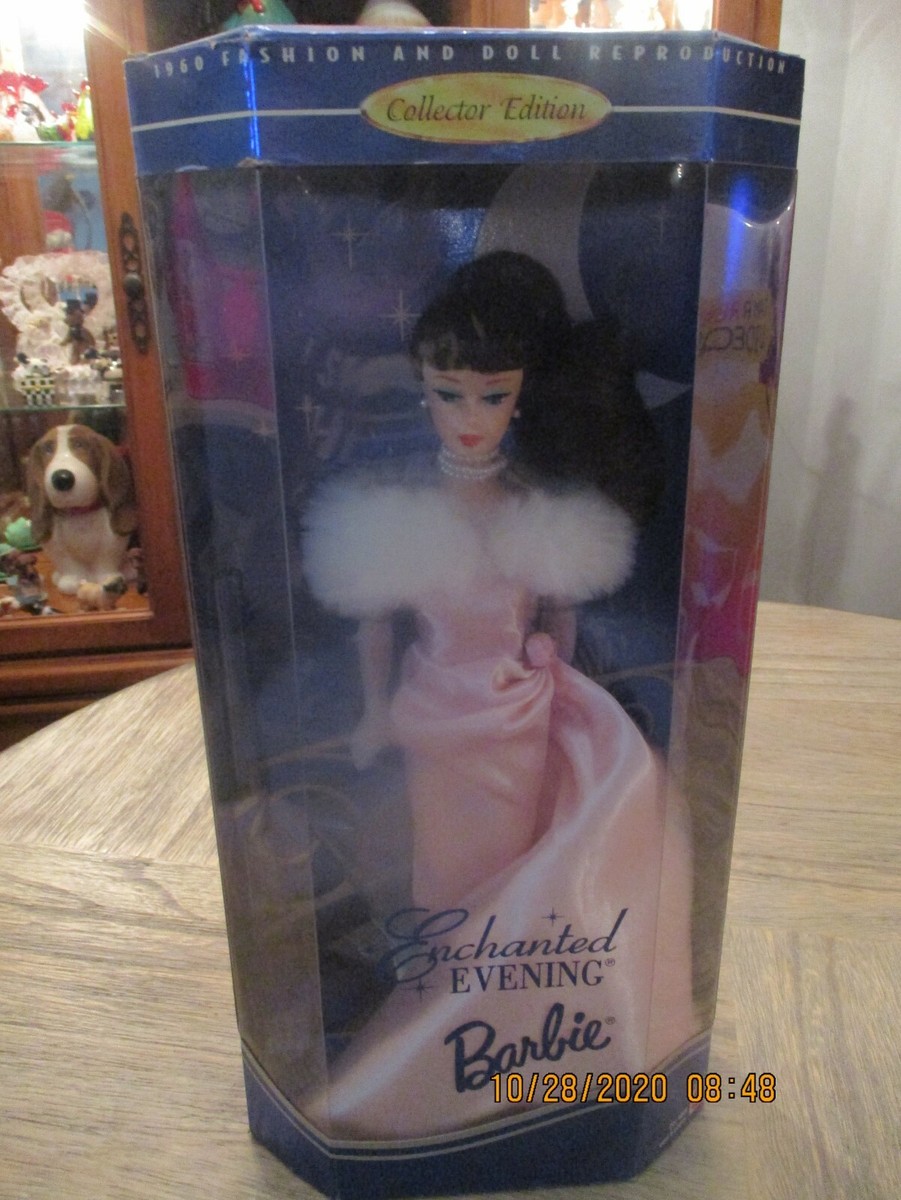 1960 FASHION AND DOLL REPRODUCTION
Collector Edition
Enchanted
EVENING®
Barbie®
10/28/2020 08:48